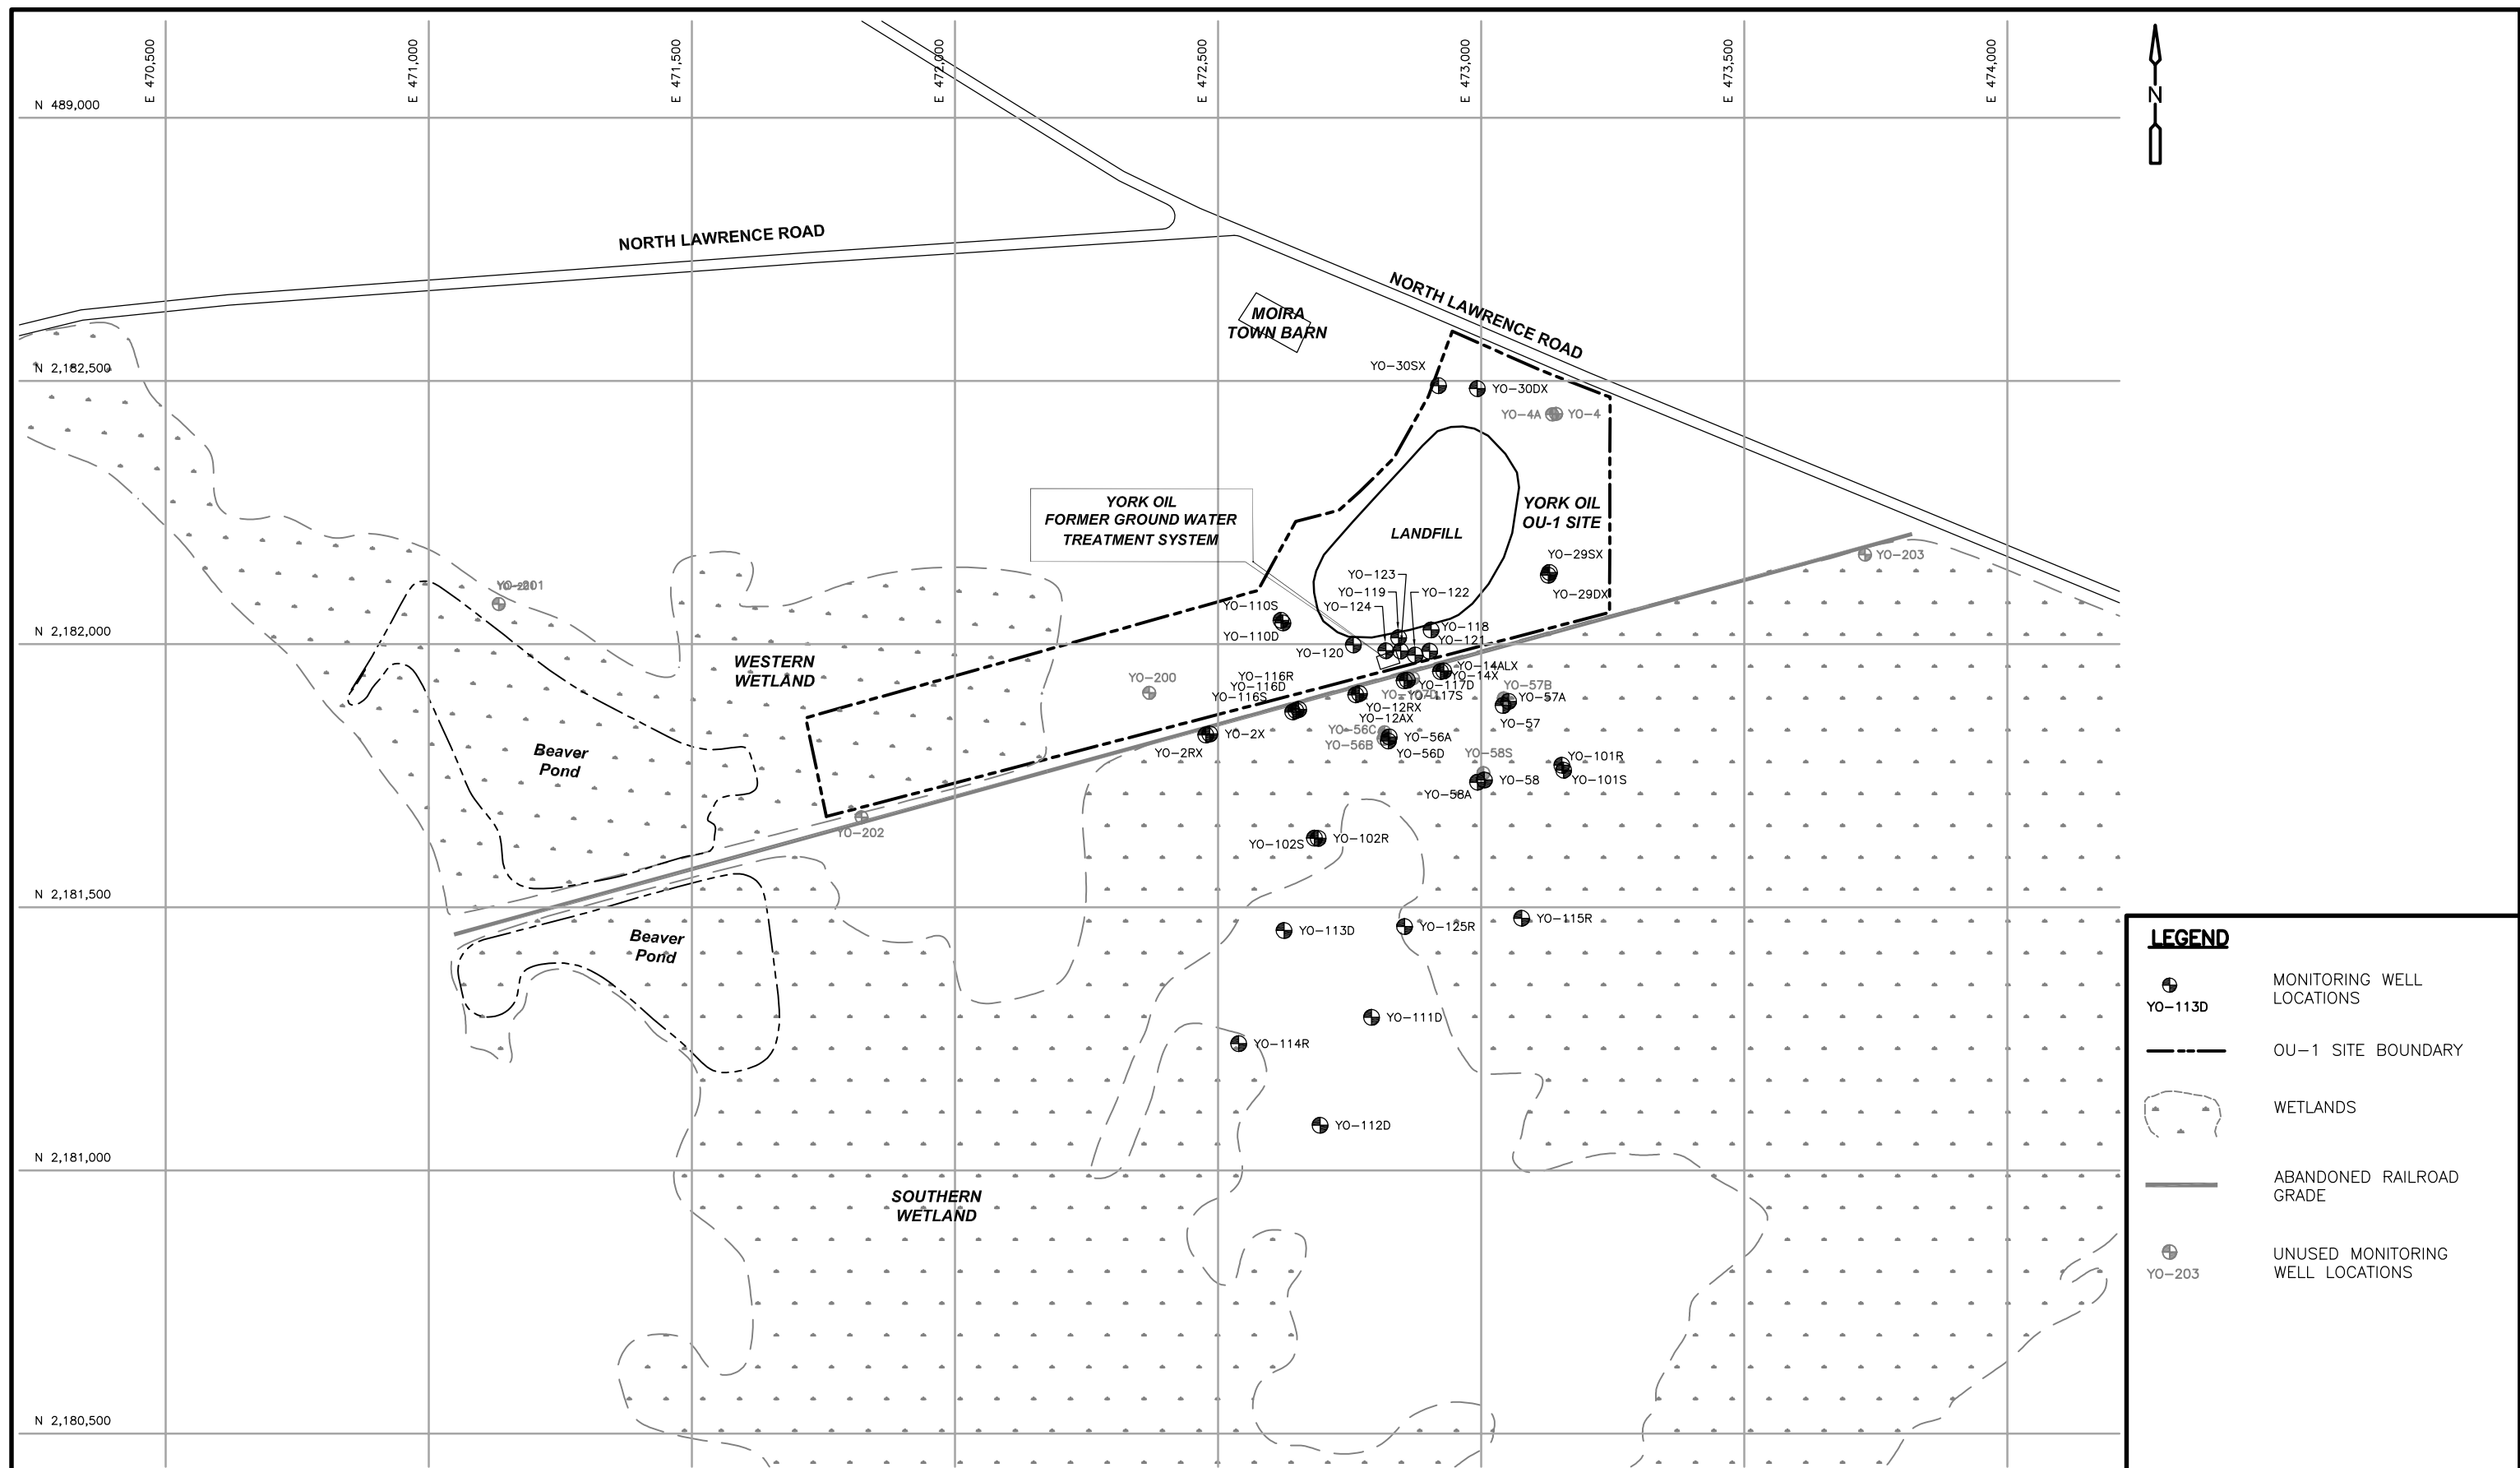 E 470,500
E 471,000
E 471,500
E 472,000
E 472,500
E 473,000
E 473,500
E 474,000
N
N 489,000
NORTH LAWRENCE ROAD
NORTH LAWRENCE ROAD
MOIRA
TOWN BARN
N 2,182,500
YO-30SX
YO-30DX
YO-4A
YO-4
YORK OIL
FORMER GROUND WATER
TREATMENT SYSTEM
YORK OIL
OU-1 SITE
LANDFILL
YO-29SX
YO-203
YO-123
YO-201
YO-119
YO-122
YO-29DX
YO-110S
YO-124
N 2,182,000
YO-110D
YO-118
YO-121
YO-120
WESTERN
WETLAND
YO-14ALX
YO-116R
YO-14X
YO-200
YO-116D
YO-117D
YO-57B
YO-116S
YO-117S
YO-57A
YO-12RX
YO-12AX
YO-57
YO-56C
YO-2X
YO-56A
YO-56B
YO-2RX
YO-56D
YO-58S
YO-101R
Beaver
Pond
YO-58
YO-101S
YO-58A
YO-202
YO-102S
YO-102R
N 2,181,500
YO-115R
YO-113D
YO-125R
Beaver
Pond
YO-111D
YO-114R
YO-112D
N 2,181,000
SOUTHERN
WETLAND
N 2,180,500
LEGEND
MONITORING WELL
LOCATIONS
YO-113D
OU-1 SITE BOUNDARY
WETLANDS
ABANDONED RAILROAD
GRADE
UNUSED MONITORING
WELL LOCATIONS
YO-203